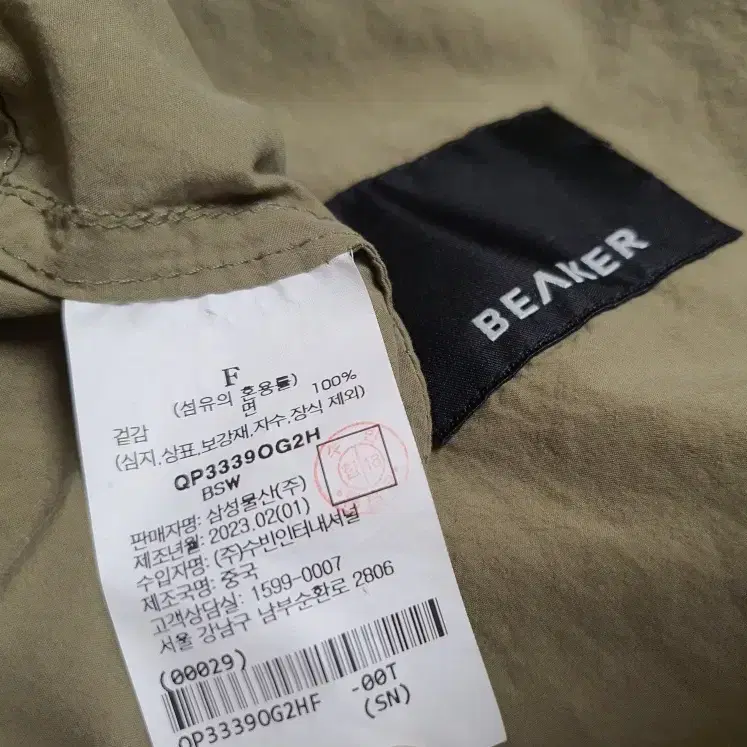 BEAKER
F
(섬유의 혼용률)
겉감 면 100%
(심지.상표.보강재.자수.장식 제외)
QP3339OG2H
BSW
판매자명: 삼성물산(주)
제조년월: 2023.02(01)
수입자명: (주)수빈인터내셔널
제조국명: 중국
고객상담실: 1599-0007
서울 강남구 남부순환로 2806
(00029)
QP3339OG2HF -00T
(SN)